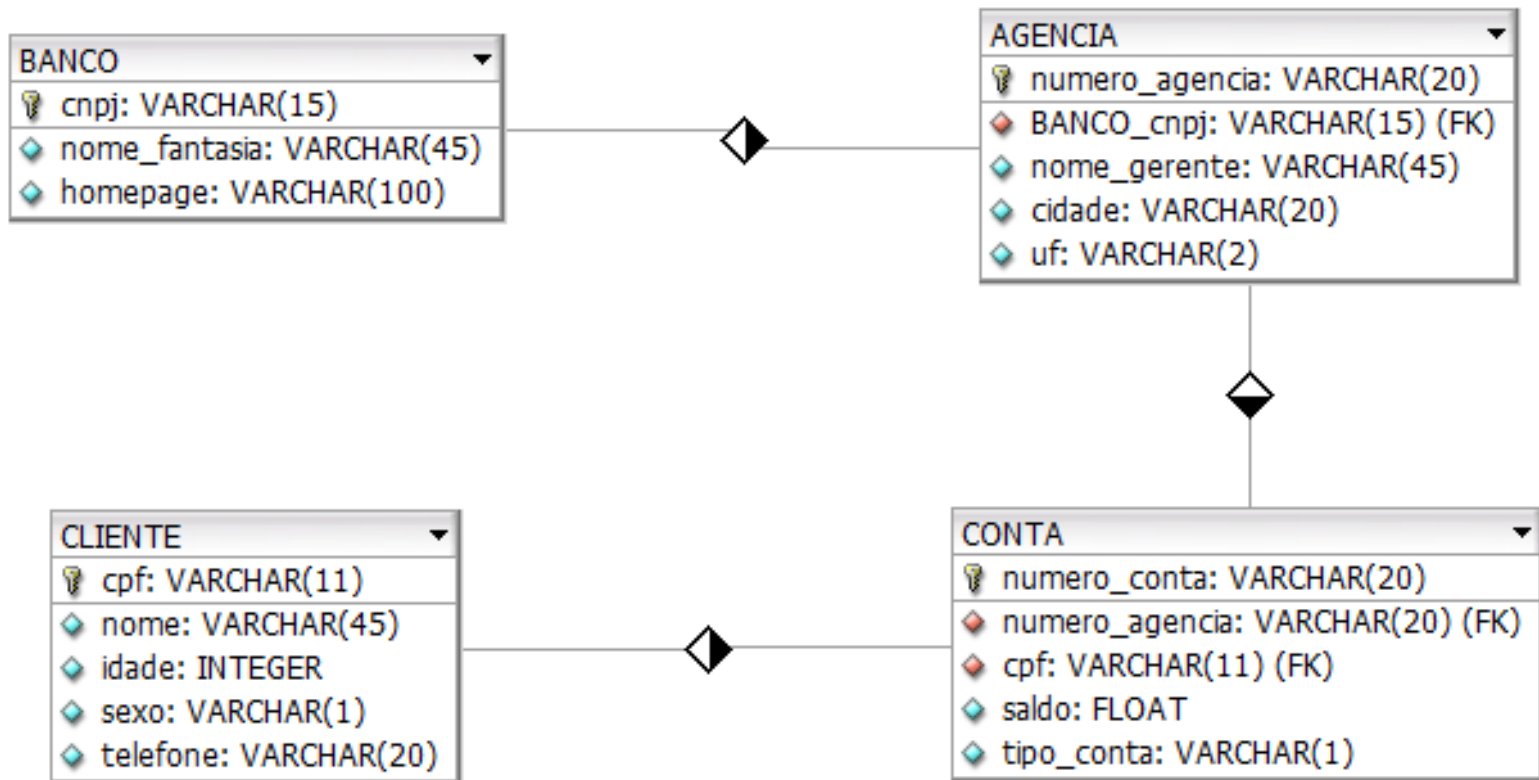 BANCO
cnpj: VARCHAR(15)
nome_fantasia: VARCHAR(45)
homepage: VARCHAR(100)
AGENCIA
numero_agencia: VARCHAR(20)
BANCO_cnpj: VARCHAR(15) (FK)
nome_gerente: VARCHAR(45)
cidade: VARCHAR(20)
uf: VARCHAR(2)
CLIENTE
cpf: VARCHAR(11)
nome: VARCHAR(45)
idade: INTEGER
sexo: VARCHAR(1)
telefone: VARCHAR(20)
CONTA
numero_conta: VARCHAR(20)
numero_agencia: VARCHAR(20) (FK)
cpf: VARCHAR(11) (FK)
saldo: FLOAT
tipo_conta: VARCHAR(1)